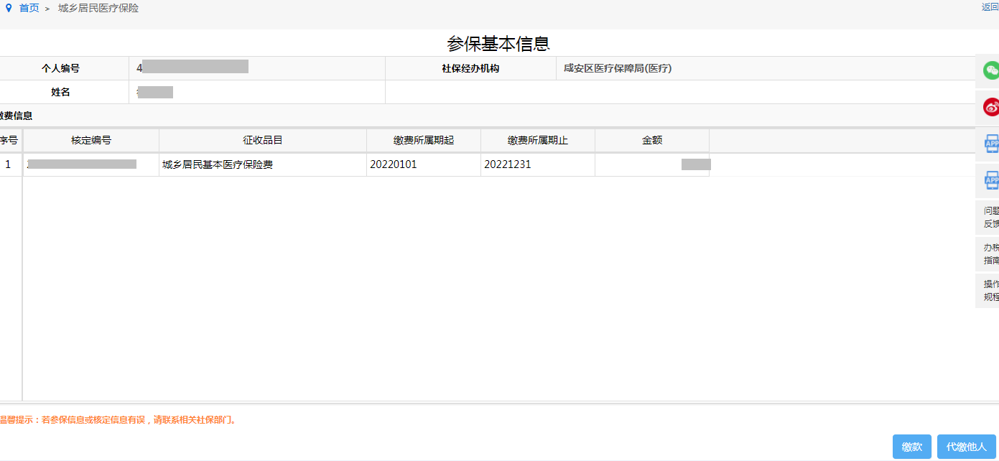 首页 > 城乡居民医疗保险
返回
参保基本信息
个人编号 4 社保经办机构 咸安区医疗保障局(医疗)
姓名
缴费信息
序号 核定编号 征收品目 缴费所属期起 缴费所属期止 金额
1 城乡居民基本医疗保险费 20220101 20221231
APP
APP
问题
反馈
办税
指南
操作
规程
温馨提示：若参保信息或核定信息有误，请联系相关社保部门。
缴款 代缴他人